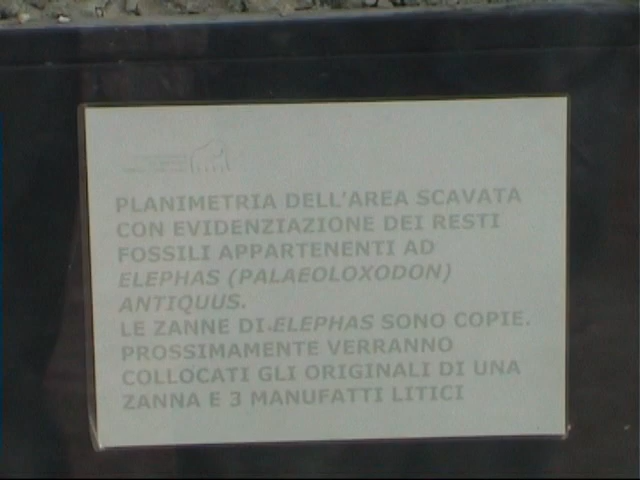 PLANIMETRIA DELL'AREA SCAVATA
CON EVIDENZIAZIONE DEI RESTI
FOSSILI APPARTENENTI AD
ELEPHAS (PALAEOLOXODON)
ANTIQUUS.
LE ZANNE DI ELEPHAS SONO COPIE.
PROSSIMAMENTE VERRANNO
COLLOCATI GLI ORIGINALI DI UNA
ZANNA E 3 MANUFATTI LITICI